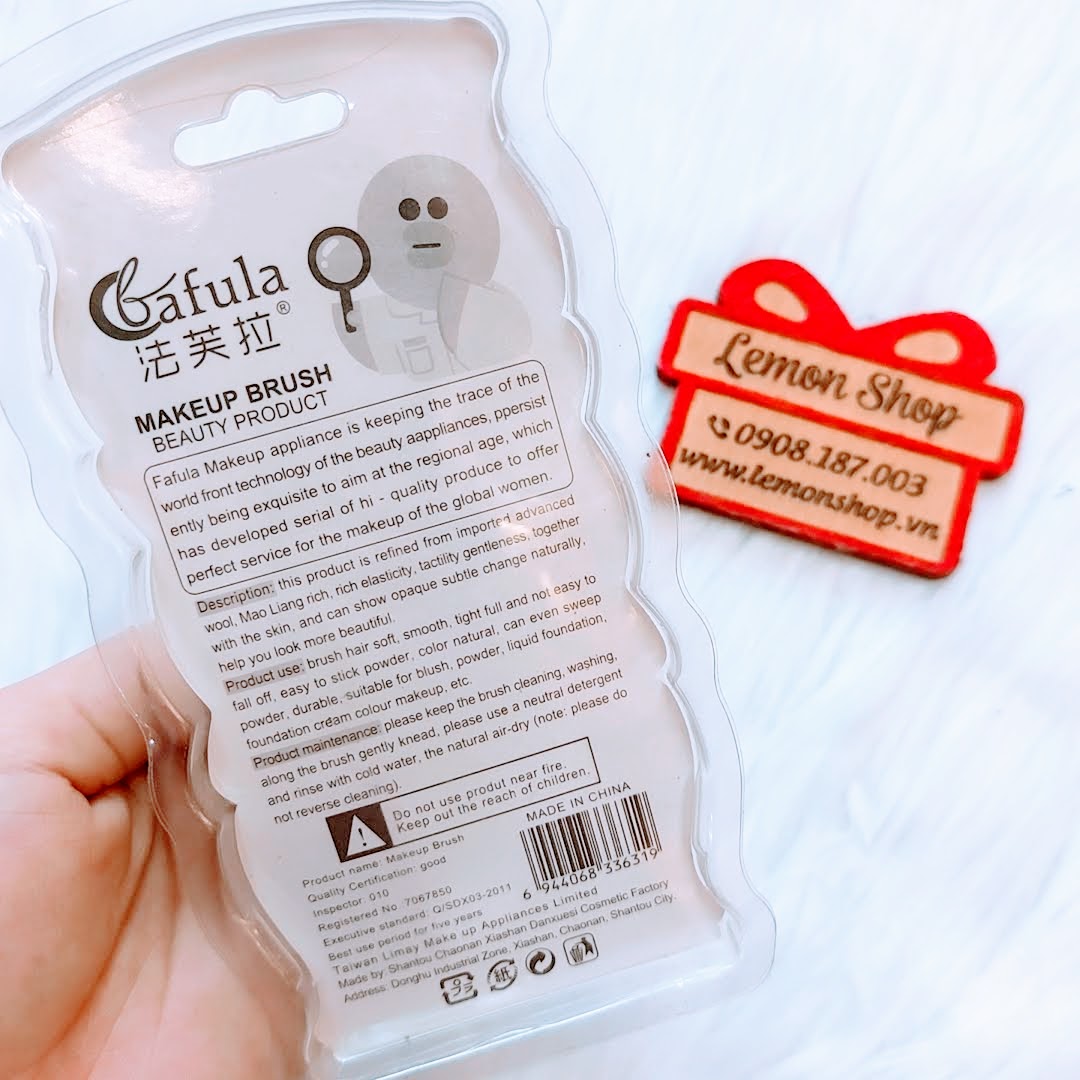 Fafula
法芙拉®
MAKEUP BRUSH
BEAUTY PRODUCT
Fafula Makeup appliance is keeping the trace of the
world front technology of the beauty aappliances, ppersist
ently being exquisite to aim at the regional age, which
has developed serial of hi - quality produce to offer
perfect service for the makeup of the global women.
Description: this product is refined from imported advanced
wool, Mao Liang rich, rich elasticity, tactility gentleness, together
with the skin, and can show opaque subtle change naturally,
help you look more beautiful.
Product use: brush hair soft, smooth, tight full and not easy to
fall off, easy to stick powder, color natural, can even sweep
powder, durable, suitable for blush, powder, liquid foundation,
foundation cream colour makeup, etc.
Product maintenance: please keep the brush cleaning, washing,
along the brush gently knead, please use a neutral detergent
and rinse with cold water, the natural air-dry (note: please do
not reverse cleaning).
Do not use produt near fire.
Keep out the reach of children.
MADE IN CHINA
6 944068 336319
Product name: Makeup Brush
Quality Certification: good
Inspector: 010
Registered No. 7067850
Executive standard: Q/SDX03-2011
Best use period for five years
Taiwan Limay Make up Appliances Limited
Made by: Shantou Chaonan Xiashan Danxuesi Cosmetic Factory
Address: Donghu Industrial Zone, Xiashan, Chaonan, Shantou City.
プラ
紙
Lemon Shop
0908.187.003
www.lemonshop.vn